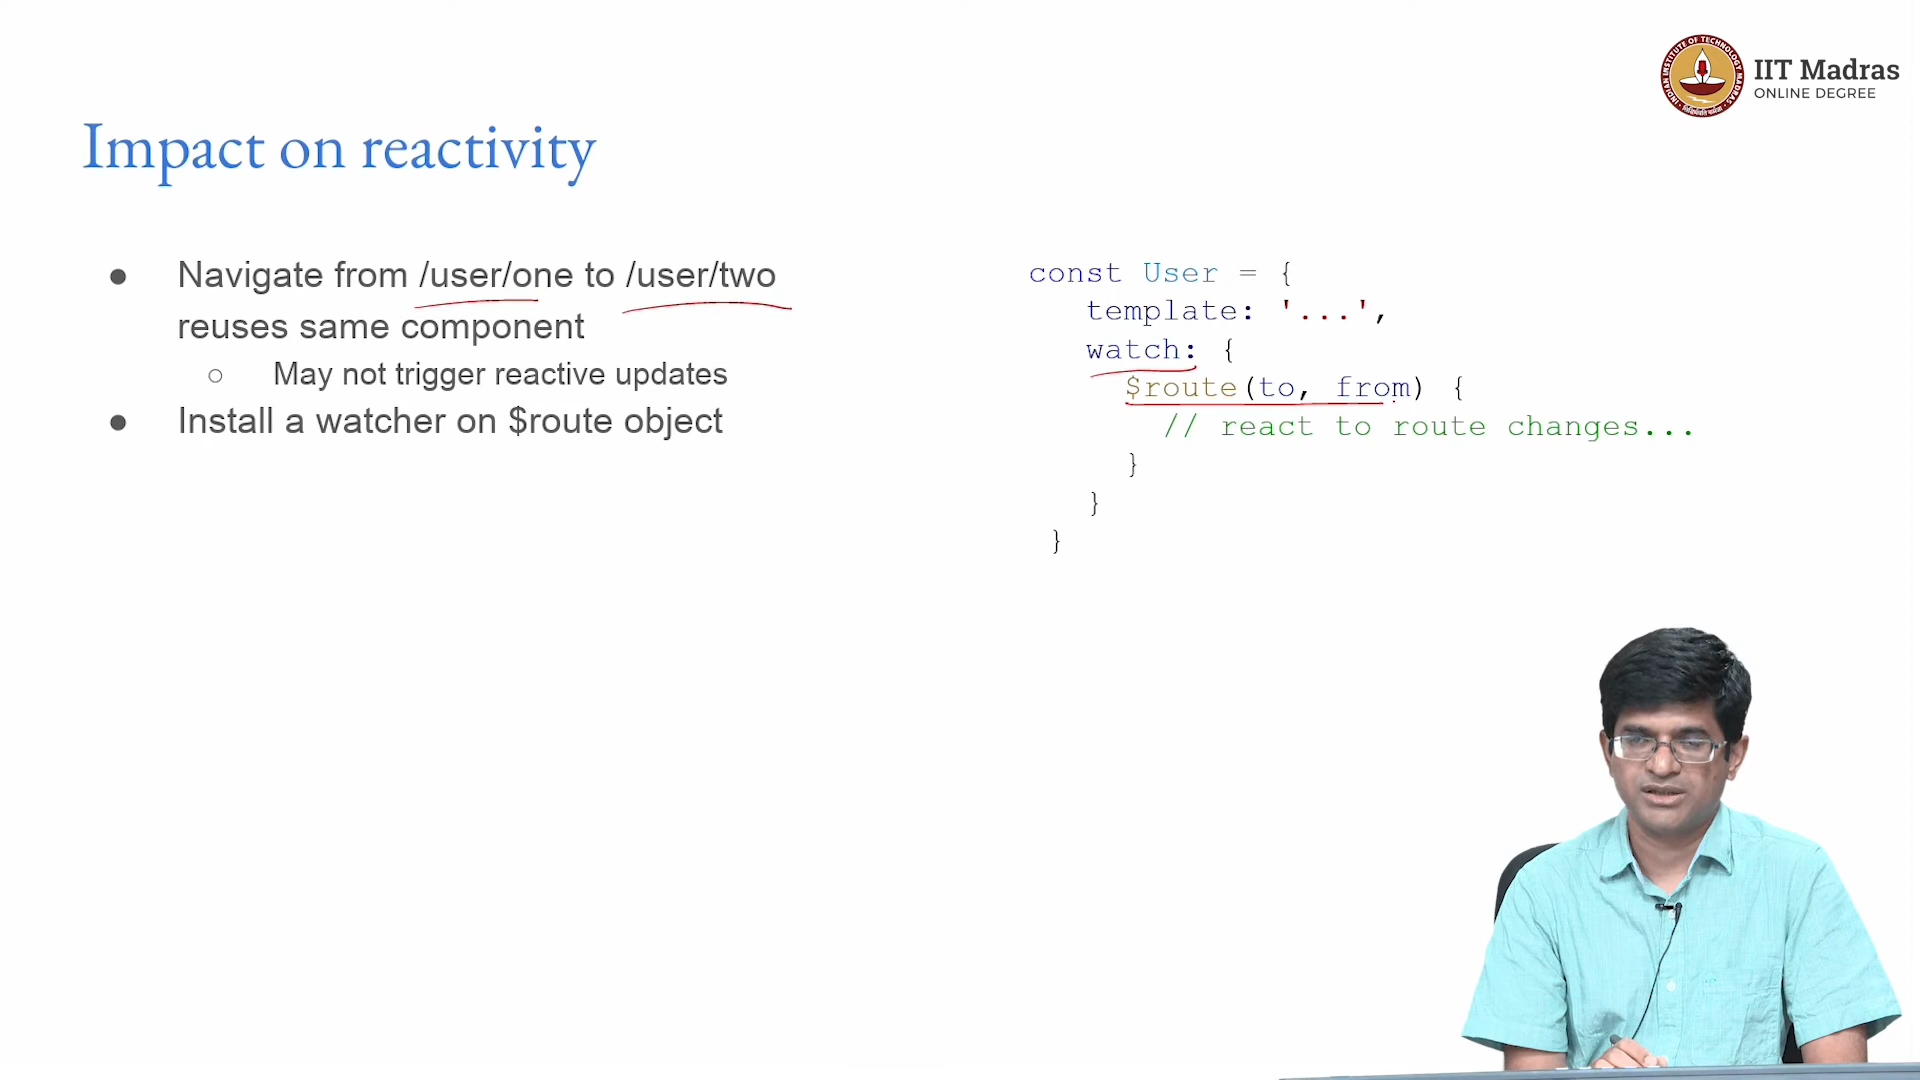 IIT Madras
ONLINE DEGREE
Impact on reactivity
● Navigate from /user/one to /user/two
reuses same component
○ May not trigger reactive updates
● Install a watcher on $route object
const User = {
template: '...',
watch: {
$route(to, from) {
// react to route changes...
}
}
}